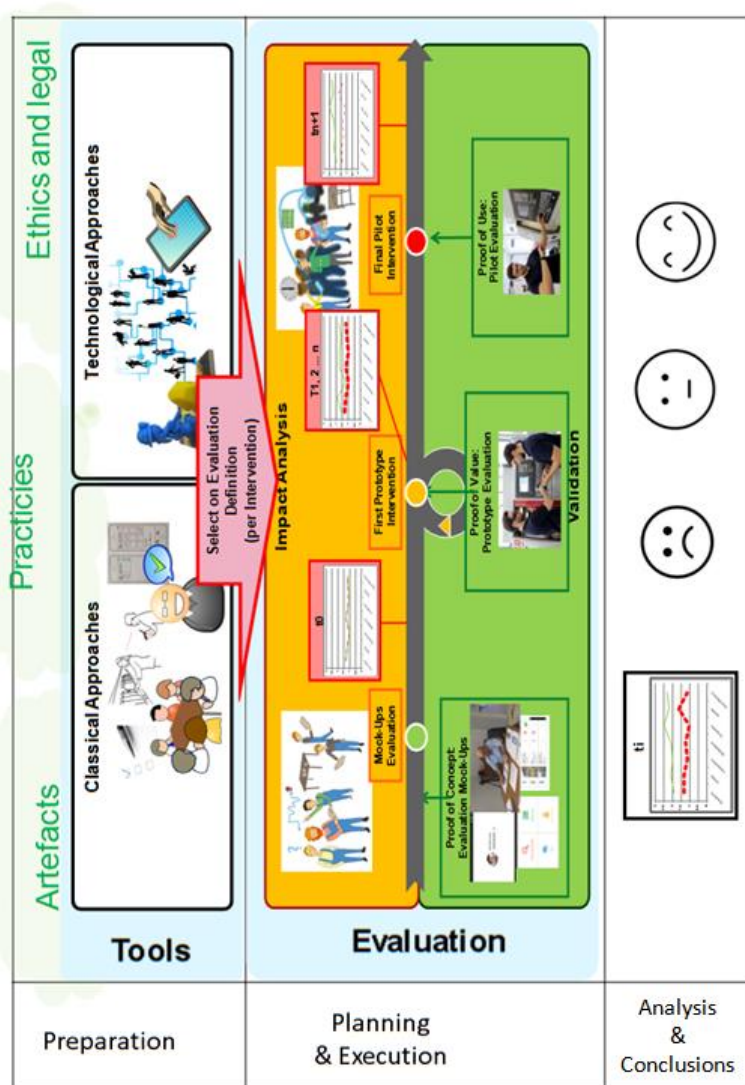 Artefacts
Practicies
Ethics and legal
Classical Approaches
Technological Approaches
Tools
Select on Evaluation
Definition
(per Intervention)
Impact Analysis
t0
T1, 2 ... n
tn+1
Mock-Ups
Evaluation
First Prototype
Intervention
Final Pilot
Intervention
Proof of Concept:
Evaluation Mock-Ups
Proof of Value:
Prototype Evaluation
Proof of Use:
Pilot Evaluation
Validation
Evaluation
ti
Preparation
Planning
& Execution
Analysis
&
Conclusions